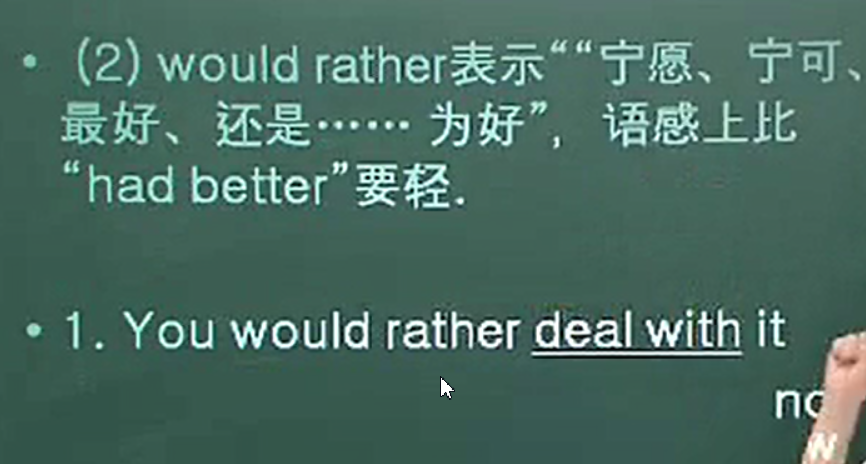 • (2) would rather表示““宁愿、宁可、
最好、还是…… 为好”，语感上比
“had better”要轻.
• 1. You would rather deal with it